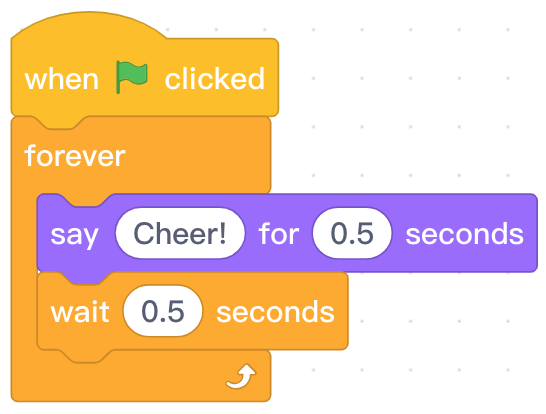 when clicked
forever
say Cheer! for 0.5 seconds
wait 0.5 seconds